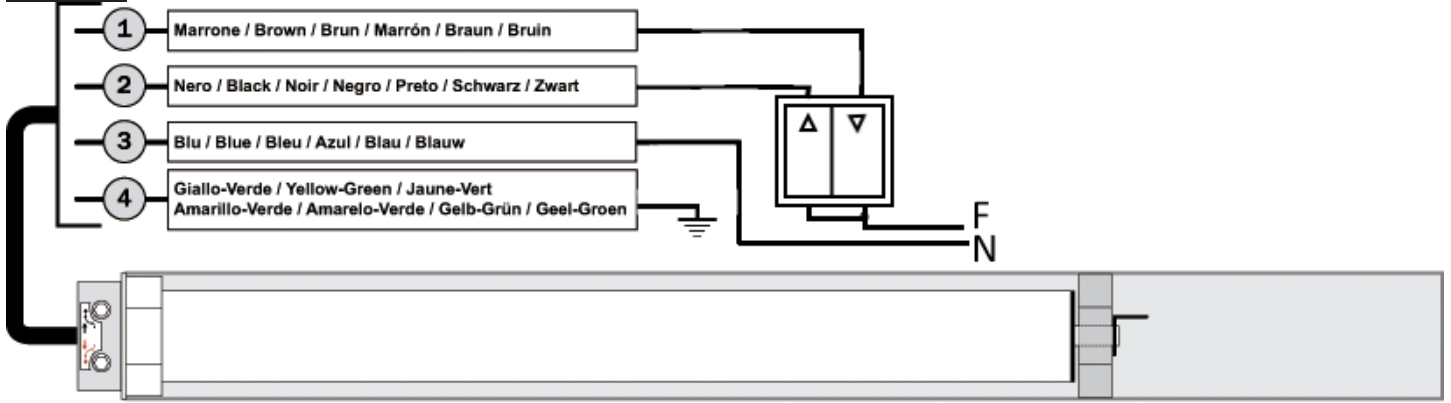 1
Marrone / Brown / Brun / Marrón / Braun / Bruin
2
Nero / Black / Noir / Negro / Preto / Schwarz / Zwart
3
Blu / Blue / Bleu / Azul / Blau / Blauw
4
Giallo-Verde / Yellow-Green / Jaune-Vert
Amarillo-Verde / Amarelo-Verde / Gelb-Grün / Geel-Groen
F
N